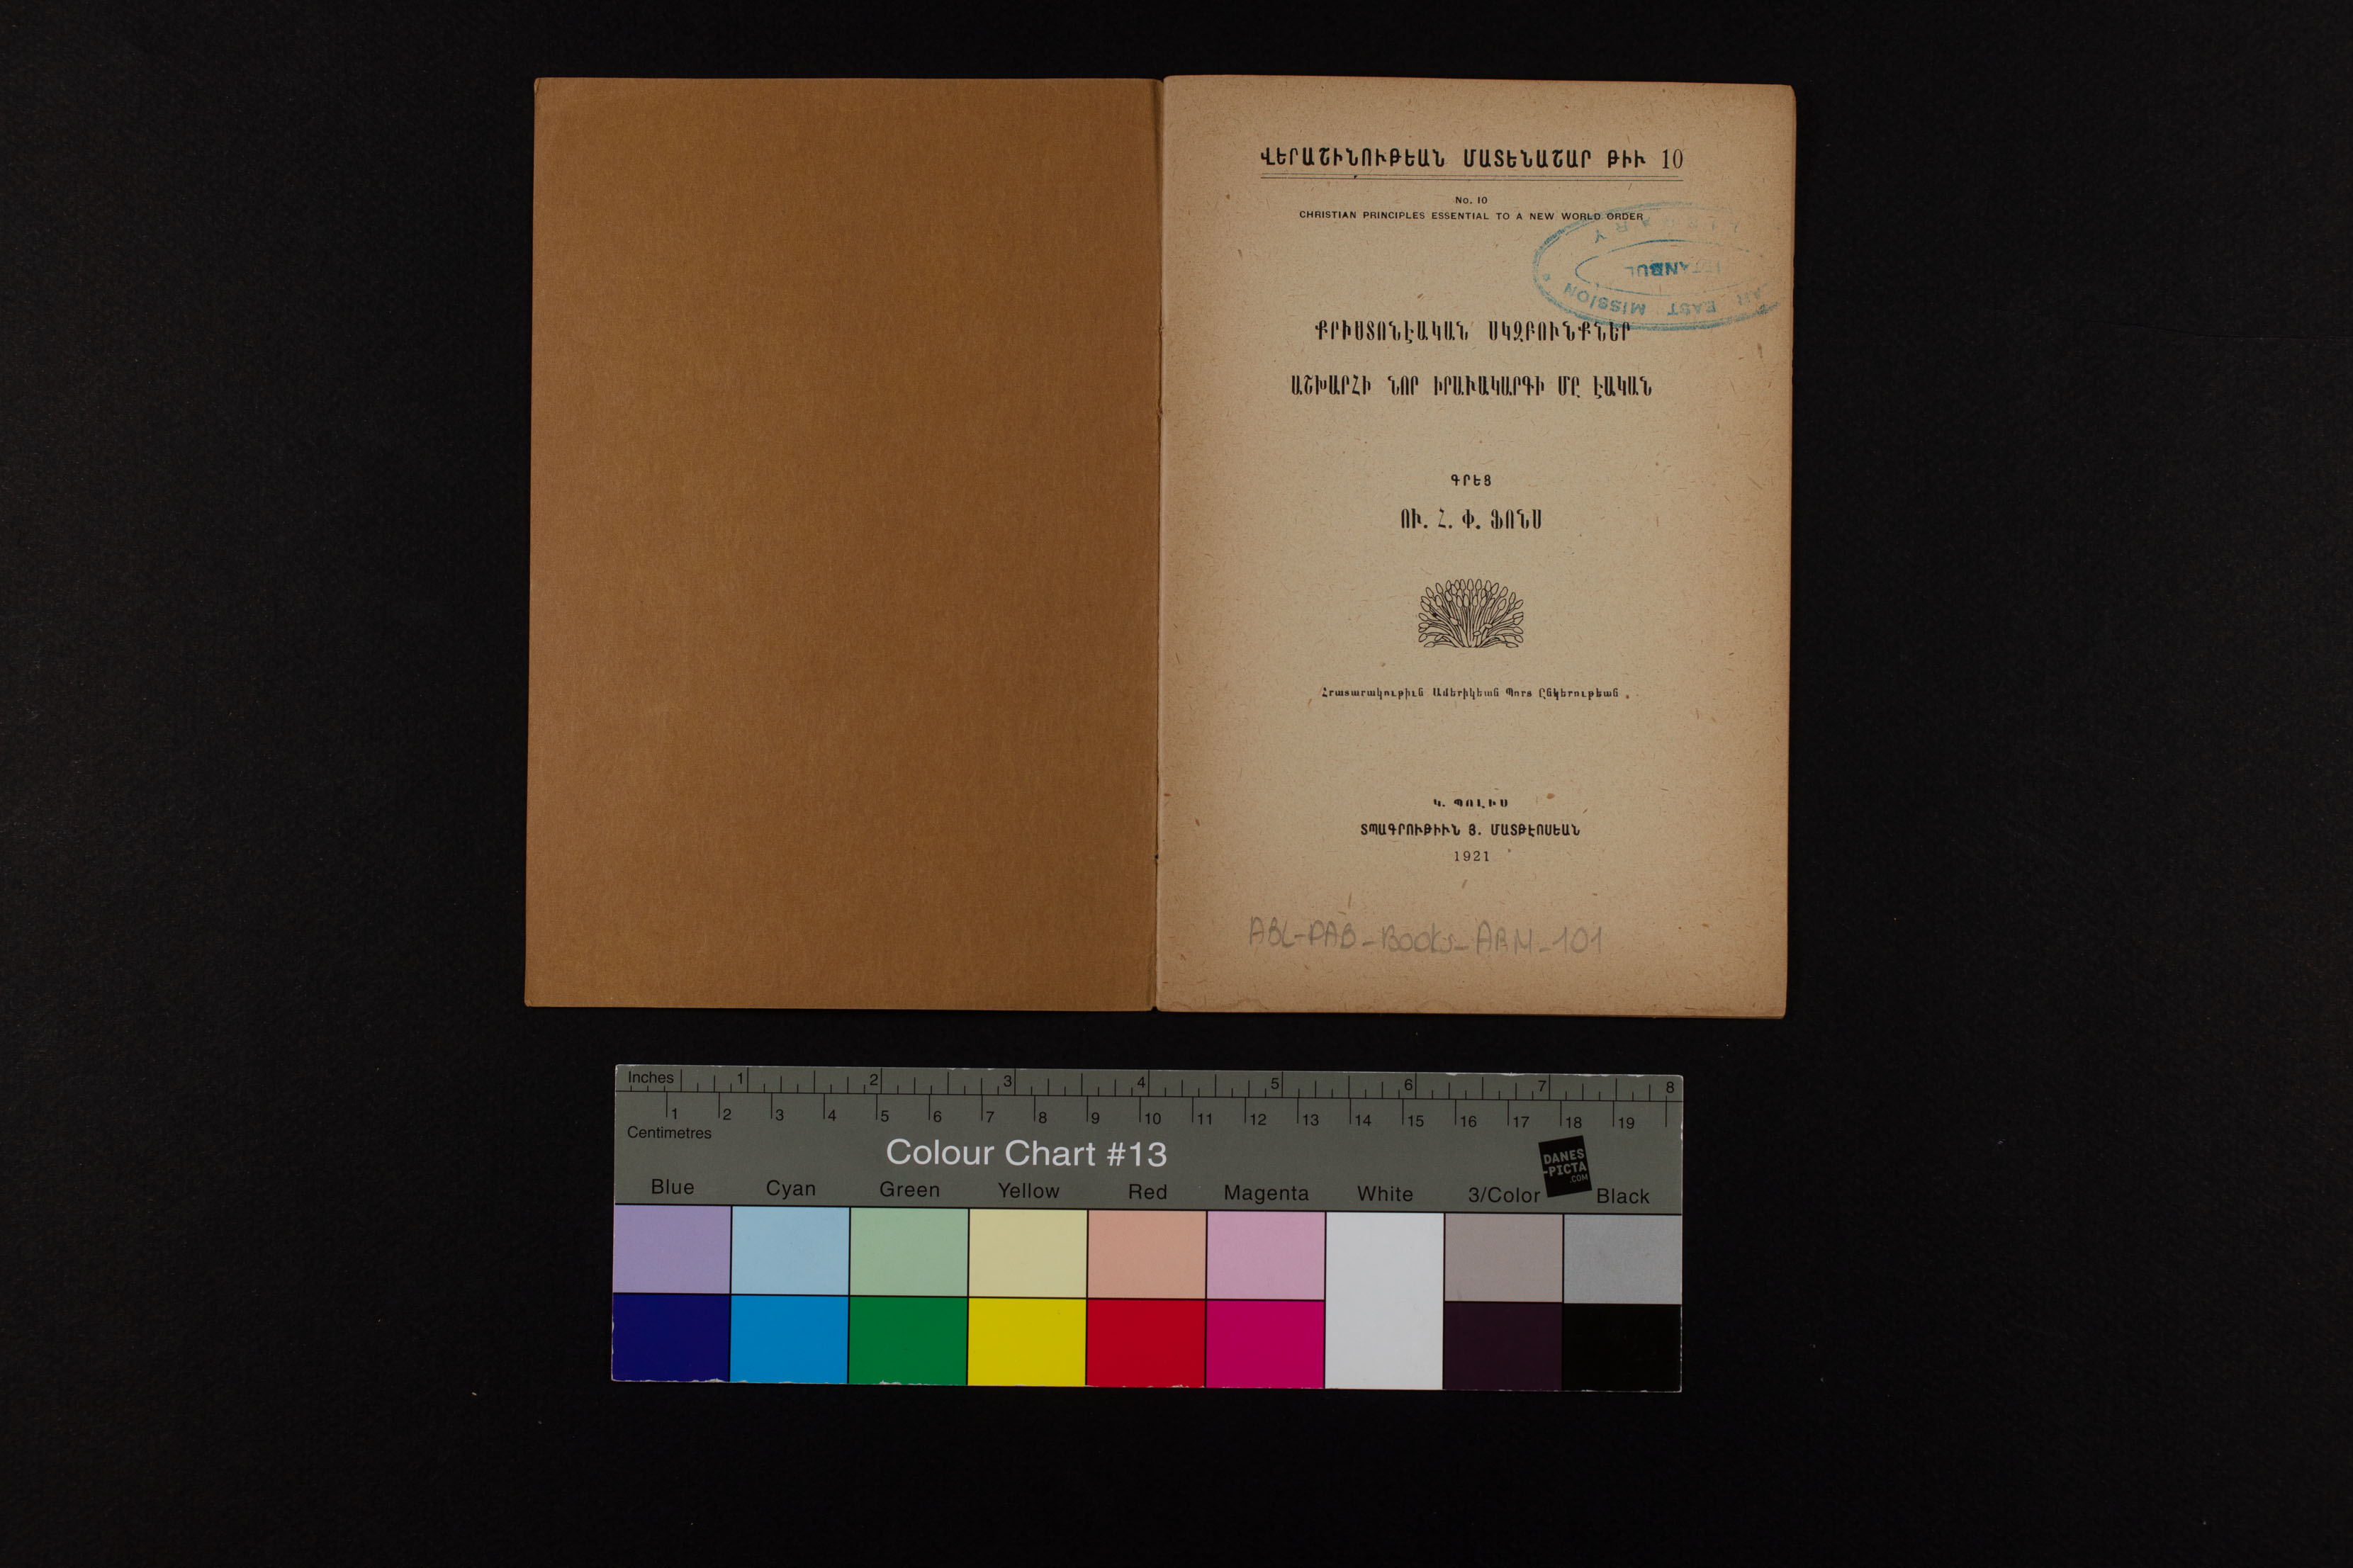 ՎԵՐԱՇԻՆՈՒԹԵԱՆ ՄԱՏԵՆԱՇԱՐ ԹԻՒ 10
No. 10
CHRISTIAN PRINCIPLES ESSENTIAL TO A NEW WORLD ORDER
EAST MISSION
ՔՐԻՍՏՈՆԷԱԿԱՆ ՍԿԶԲՈՒՆՔՆԵՐ
ԱՇԽԱՐՀԻ ՆՈՐ ԻՐԱՒԱԿԱՐԳԻ ՄԸ ԷԱԿԱՆ
ԳՐԵՑ
ՈՒ. Հ. Փ. ՖՈՆՍ
Հրատարակութիւն Ամերիկեան Պորտ Ընկերութեան
Կ. ՊՈԼԻՍ
ՏՊԱԳՐՈՒԹԻՒՆ Յ. ՄԱՏԹԷՈՍԵԱՆ
1921
ABL-PAB-Books-ARM-101
Inches 1 2 3 4 5 6 7 8
1 2 3 4 5 6 7 8 9 10 11 12 13 14 15 16 17 18 19
Centimetres
Colour Chart #13
DANES
-PICTA
.COM
Blue Cyan Green Yellow Red Magenta White 3/Color Black